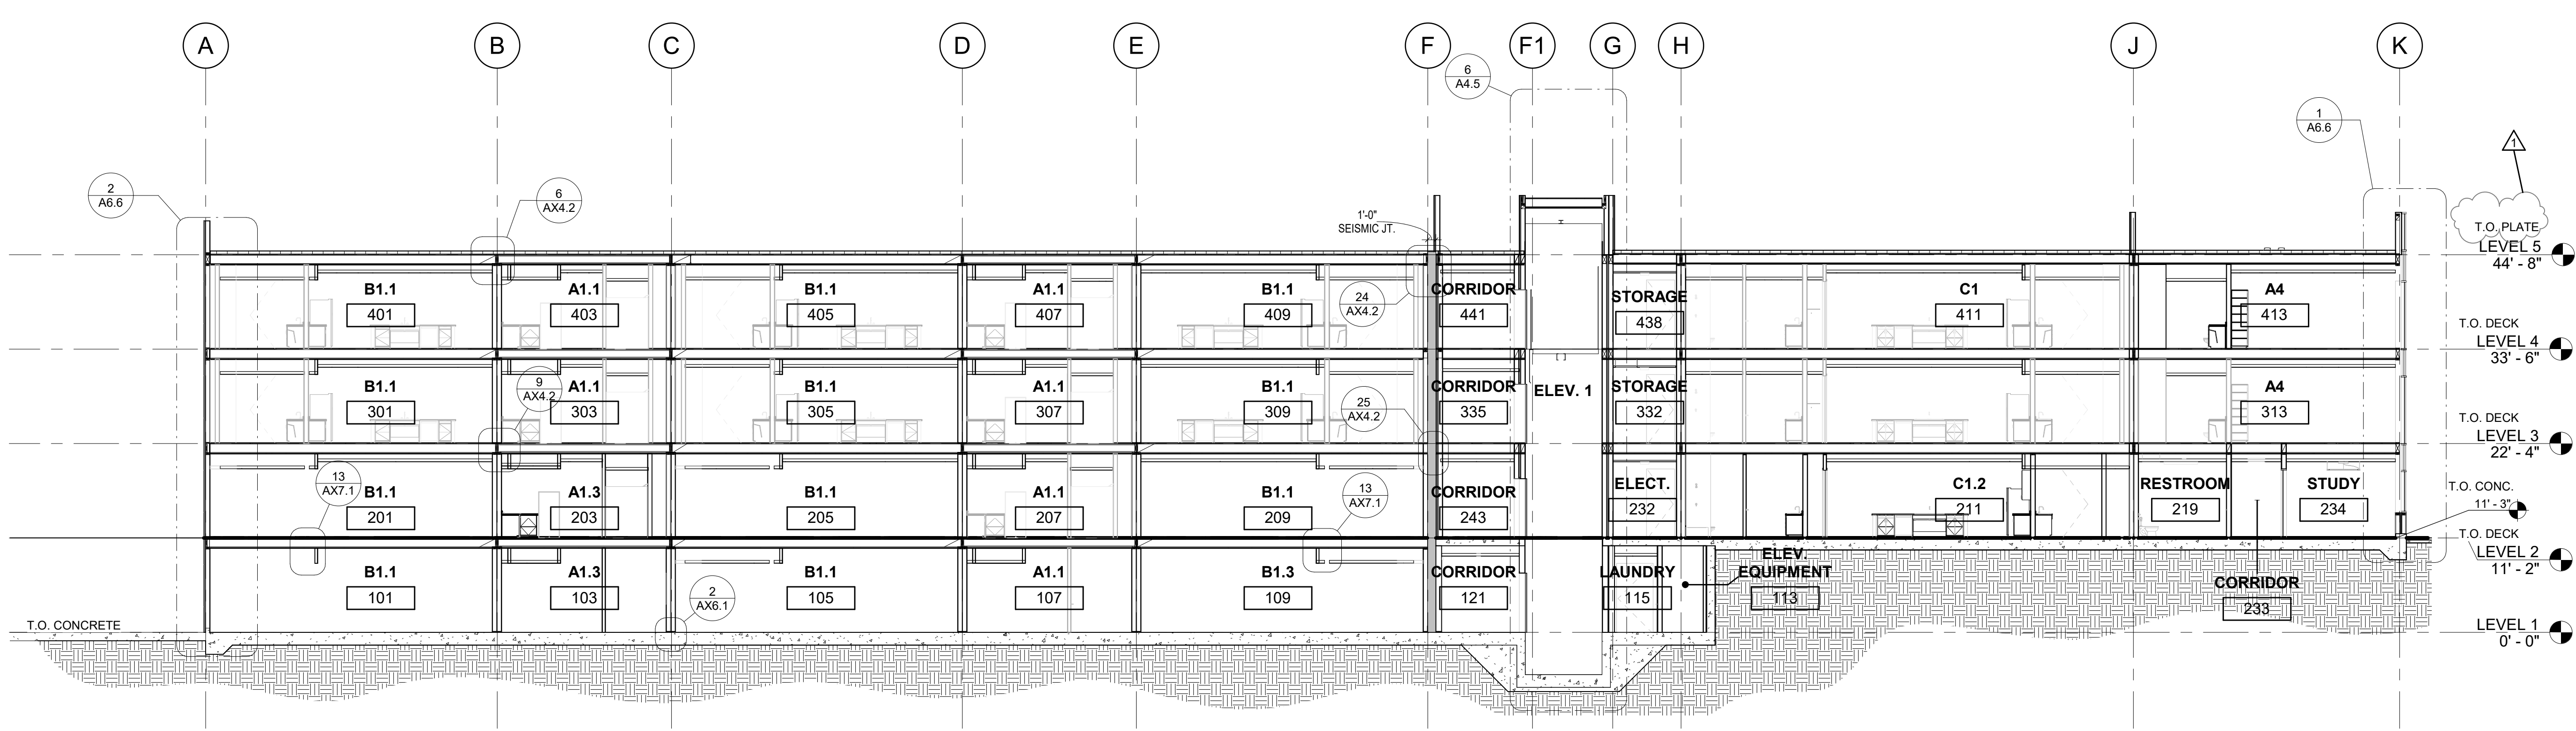 A B C D E F F1 G H J K
6
A4.5
1
A6.6
1
2
A6.6
6
AX4.2
1'-0"
SEISMIC JT.
T.O. PLATE
LEVEL 5
44' - 8"
B1.1 A1.1 B1.1 A1.1 B1.1 CORRIDOR STORAGE C1 A4
401 403 405 407 409 441 438 411 413
24
AX4.2
T.O. DECK
LEVEL 4
33' - 6"
9
AX4.2
B1.1 A1.1 B1.1 A1.1 B1.1 CORRIDOR ELEV. 1 STORAGE A4
301 303 305 307 309 335 332 313
25
AX4.2
T.O. DECK
LEVEL 3
22' - 4"
13
AX7.1
13
AX7.1
B1.1 A1.3 B1.1 A1.1 B1.1 CORRIDOR ELECT. C1.2 RESTROOM STUDY
201 203 205 207 209 243 232 211 219 234
T.O. CONC.
11' - 3"
T.O. DECK
LEVEL 2
11' - 2"
B1.1 A1.3 B1.1 A1.1 B1.3 CORRIDOR LAUNDRY
101 103 105 107 109 121 115
ELEV.
EQUIPMENT
113
CORRIDOR
233
2
AX6.1
T.O. CONCRETE
LEVEL 1
0' - 0"